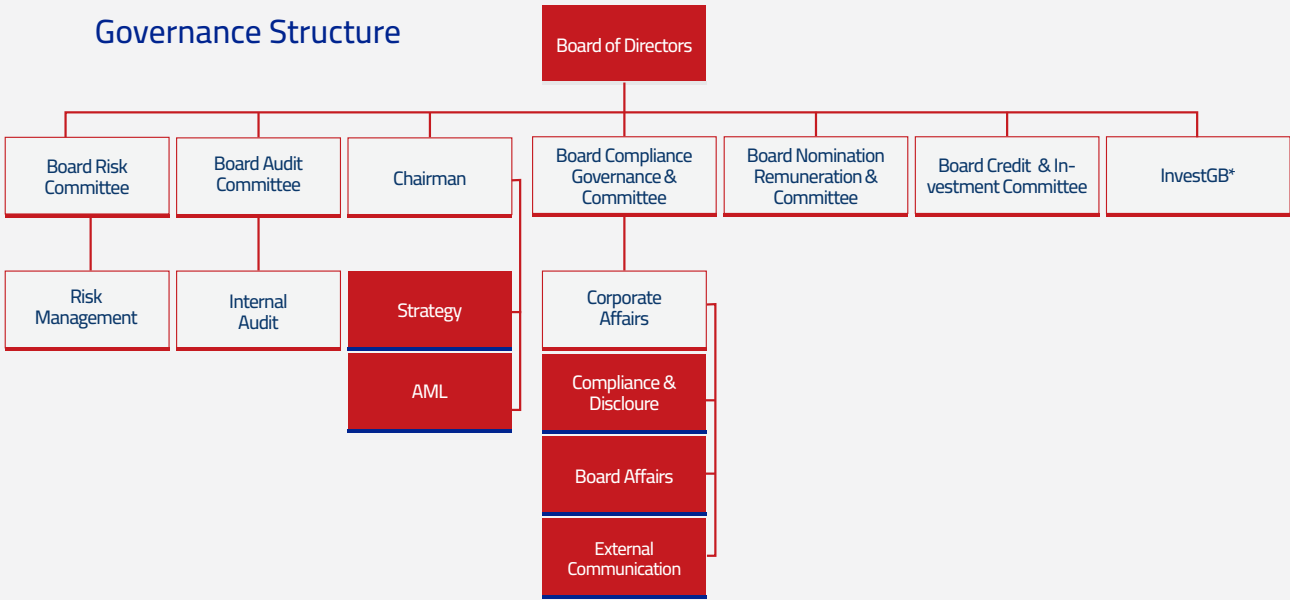 Governance Structure
Board of Directors
Board Risk
Committee
Board Audit
Committee
Chairman
Board Compliance
Governance &
Committee
Board Nomination
Remuneration &
Committee
Board Credit & In-
vestment Committee
InvestGB*
Risk
Management
Internal
Audit
Strategy
AML
Corporate
Affairs
Compliance &
Discloure
Board Affairs
External
Communication